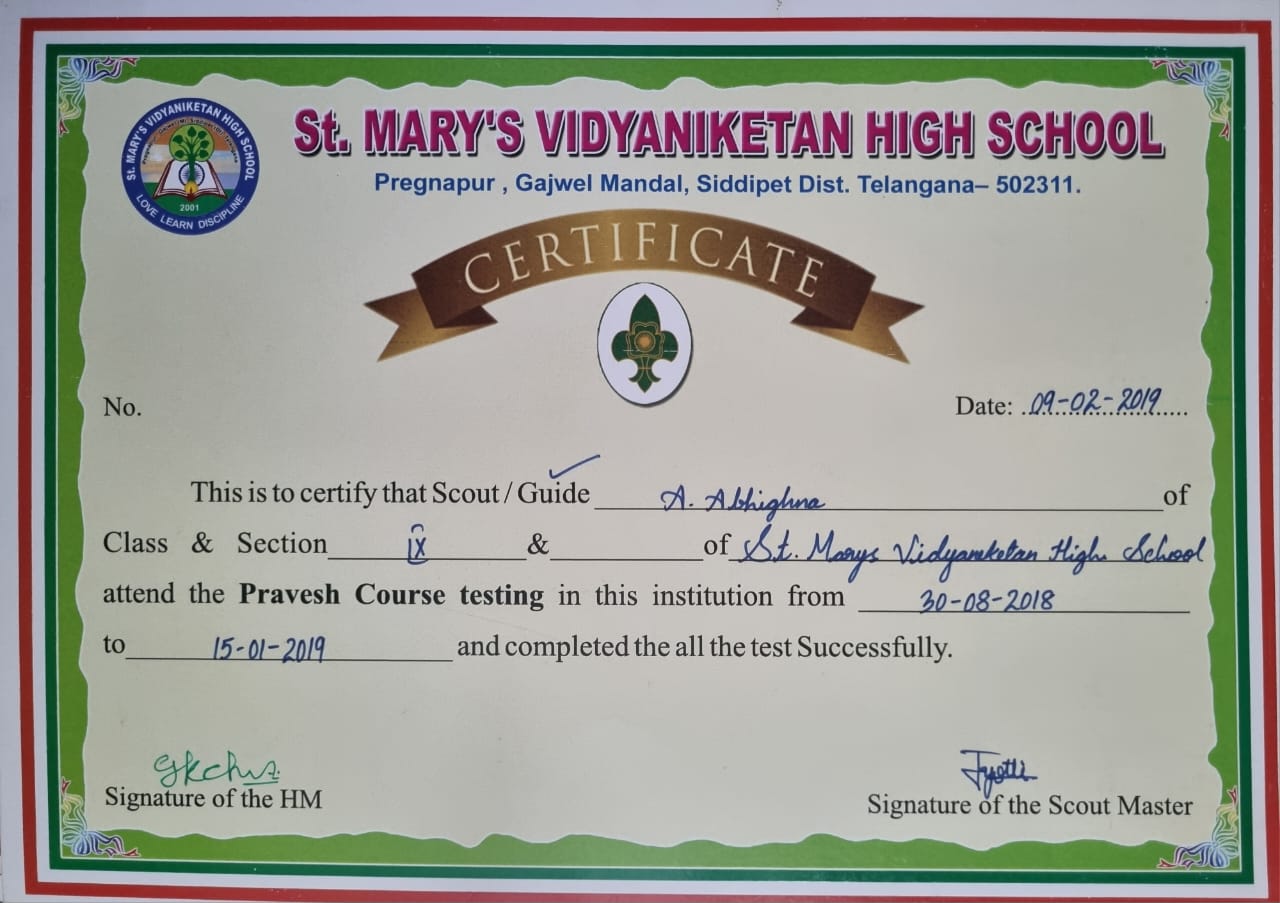 St. MARY'S VIDYANIKETAN HIGH SCHOOL
2001
LOVE LEARN DISCIPLINE
St. MARY'S VIDYANIKETAN HIGH SCHOOL
Pregnapur , Gajwel Mandal, Siddipet Dist. Telangana– 502311.
CERTIFICATE
No.
Date: 09-02-2019
This is to certify that Scout / Guide A. Abhighna of
Class & Section IX & of St. Marys Vidyaneketan High School
attend the Pravesh Course testing in this institution from 30-08-2018
to 15-01-2019 and completed the all the test Successfully.
Jyothi
Signature of the HM
Signature of the Scout Master